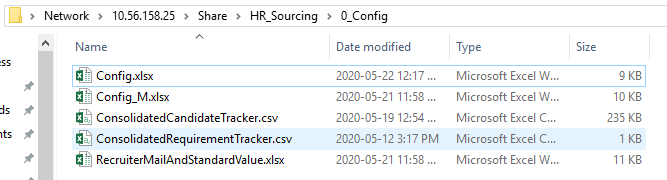 > Network > 10.56.158.25 > Share > HR_Sourcing > 0_Config
Name Date modified Type Size
ess
Config.xlsx 2020-05-22 12:17 ... Microsoft Excel W... 9 KB
Config_M.xlsx 2020-05-21 11:58 ... Microsoft Excel W... 10 KB
ds ConsolidatedCandidateTracker.csv 2020-05-19 12:54 ... Microsoft Excel C... 235 KB
nts ConsolidatedRequirementTracker.csv 2020-05-12 3:17 PM Microsoft Excel C... 1 KB
RecruiterMailAndStandardValue.xlsx 2020-05-21 11:58 ... Microsoft Excel W... 11 KB